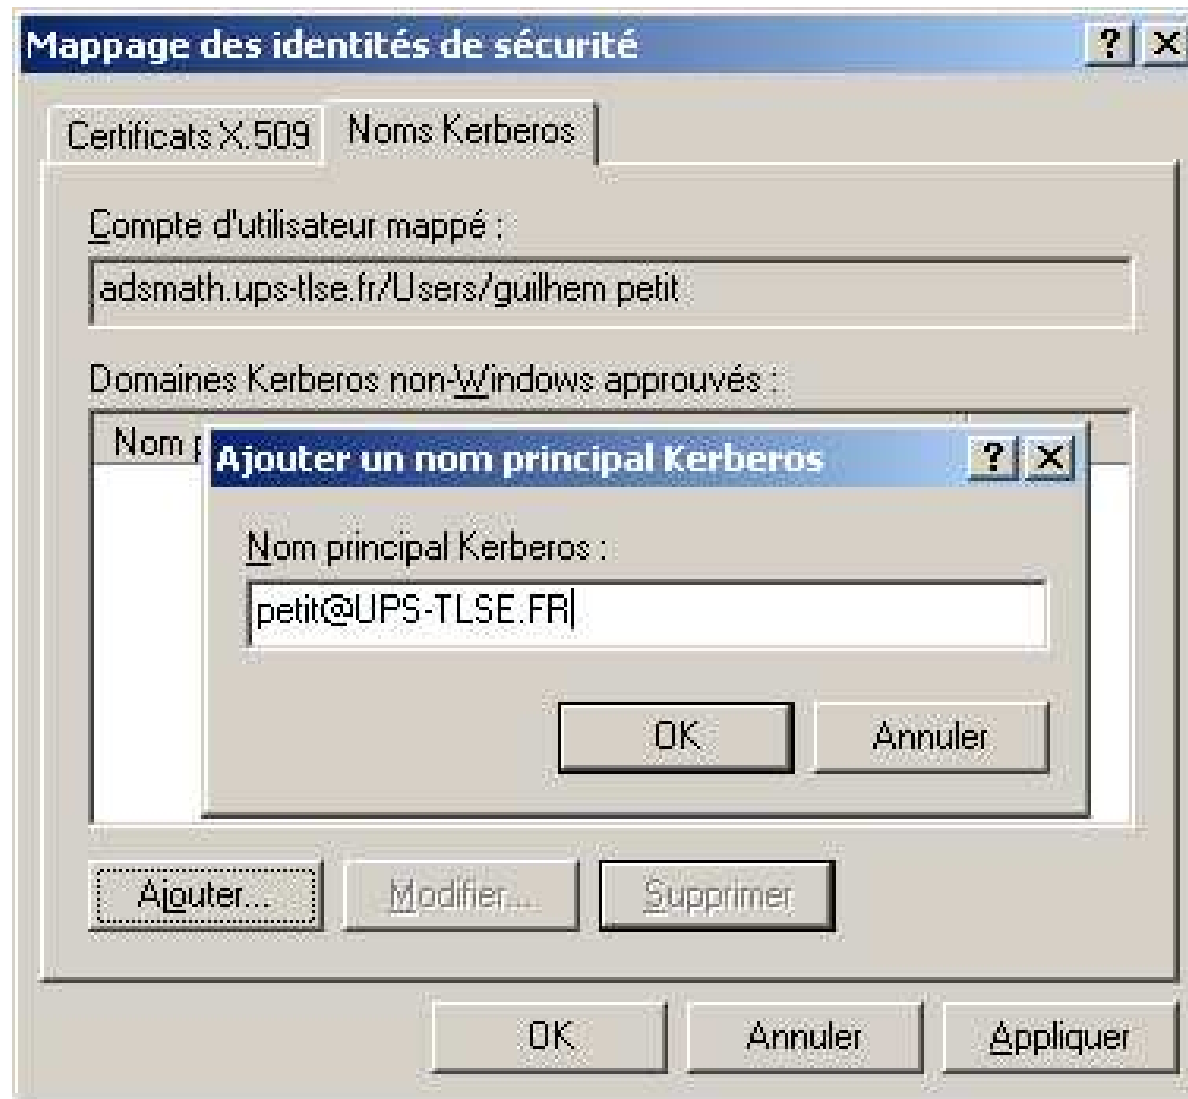 Mappage des identités de sécurité
Certificats X.509 Noms Kerberos
Compte d'utilisateur mappé :
adsmath.ups-tlse.fr/Users/guilhem petit
Domaines Kerberos non-Windows approuvés :
Nom
Ajouter un nom principal Kerberos
Nom principal Kerberos :
petit@UPS-TLSE.FR
OK Annuler
Ajouter... Modifier... Supprimer
OK Annuler Appliquer